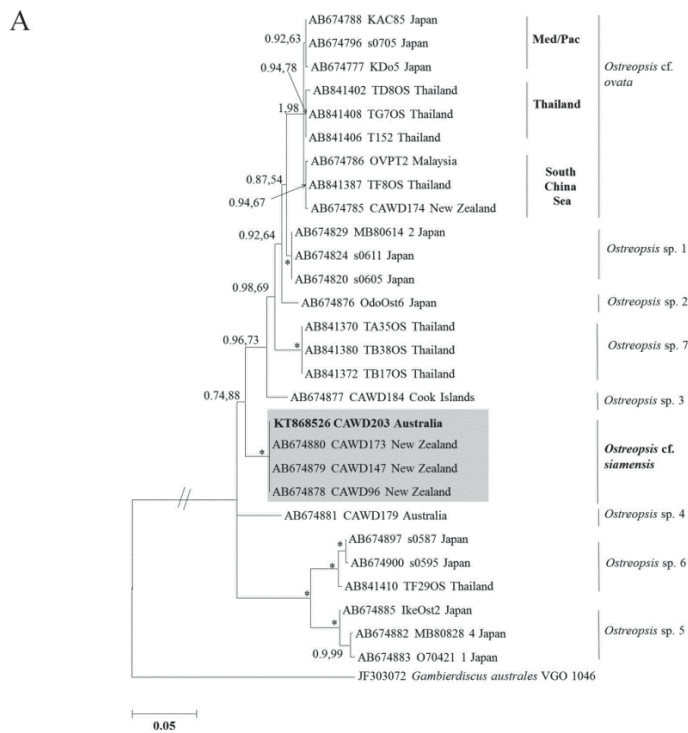 A
AB674788 KAC85 Japan
0.92,63
AB674796 s0705 Japan
Med/Pac
AB674777 KDo5 Japan
Ostreopsis cf.
ovata
0.94,78
AB841402 TD8OS Thailand
1,98
AB841408 TG7OS Thailand
Thailand
AB841406 T152 Thailand
AB674786 OVPT2 Malaysia
South
China
Sea
0.87,54
AB841387 TF8OS Thailand
0.94,67
AB674785 CAWD174 New Zealand
0.92,64
AB674829 MB80614 2 Japan
AB674824 s0611 Japan
Ostreopsis sp. 1
*
AB674820 s0605 Japan
0.98,69
AB674876 OdoOst6 Japan
Ostreopsis sp. 2
AB841370 TA35OS Thailand
0.96,73
*
AB841380 TB38OS Thailand
Ostreopsis sp. 7
AB841372 TB17OS Thailand
0.74,88
AB674877 CAWD184 Cook Islands
Ostreopsis sp. 3
KT868526 CAWD203 Australia
AB674880 CAWD173 New Zealand
Ostreopsis cf.
siamensis
*
AB674879 CAWD147 New Zealand
AB674878 CAWD96 New Zealand
AB674881 CAWD179 Australia
Ostreopsis sp. 4
AB674897 s0587 Japan
*
AB674900 s0595 Japan
Ostreopsis sp. 6
*
AB841410 TF29OS Thailand
*
AB674885 IkeOst2 Japan
*
AB674882 MB80828 4 Japan
Ostreopsis sp. 5
0.9,99
AB674883 O70421 1 Japan
JF303072 Gambierdiscus australes VGO 1046
0.05